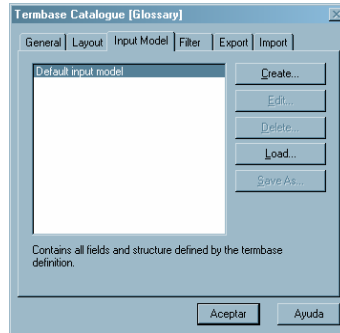 Termbase Catalogue [Glossary]
General Layout Input Model Filter Export Import
Default input model
Create...
Edit...
Delete...
Load...
Save As...
Contains all fields and structure defined by the termbase
definition.
Aceptar Ayuda